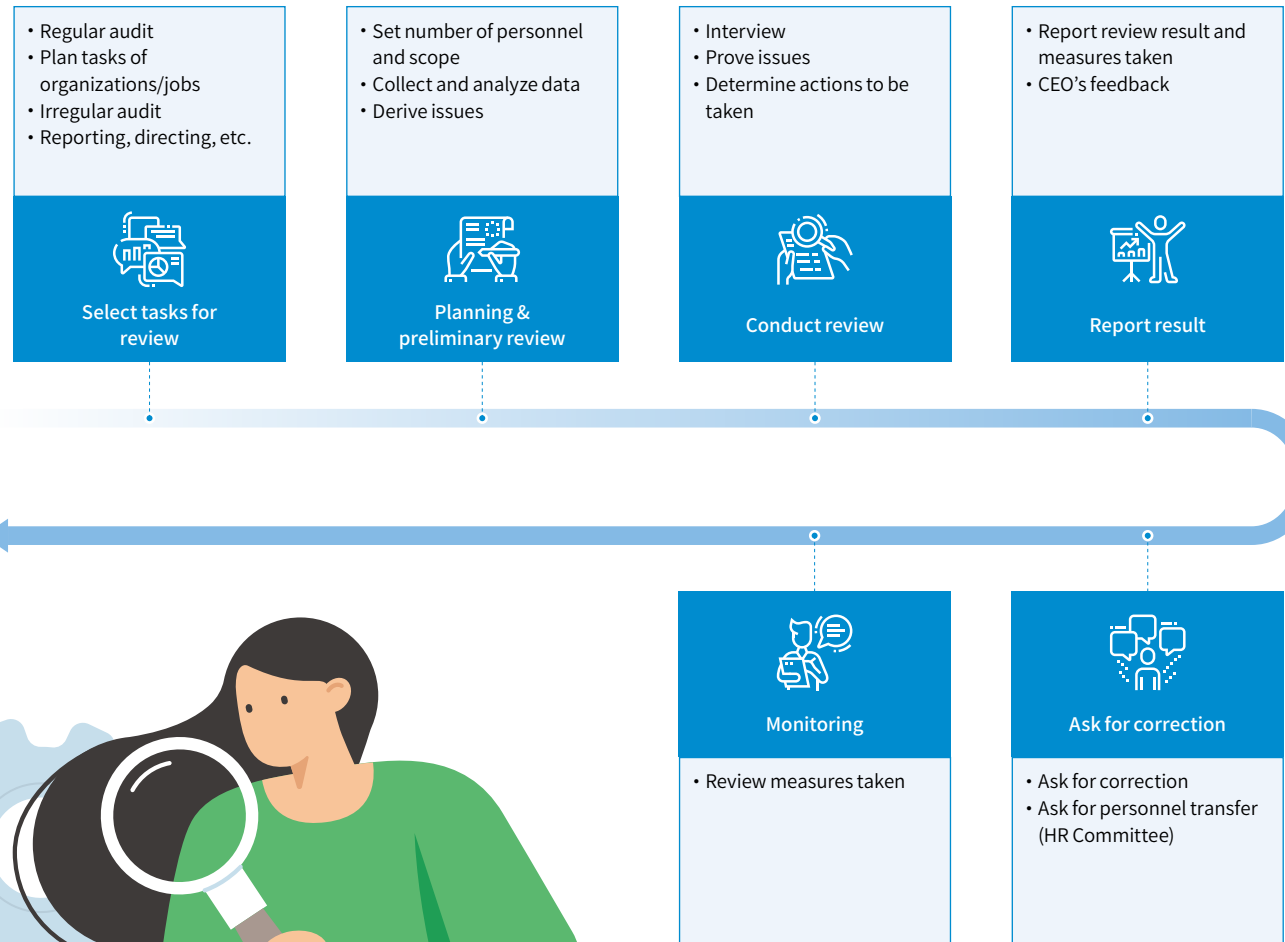 • Regular audit
• Plan tasks of
organizations/jobs
• Irregular audit
• Reporting, directing, etc.
Select tasks for
review
• Set number of personnel
and scope
• Collect and analyze data
• Derive issues
Planning &
preliminary review
• Interview
• Prove issues
• Determine actions to be
taken
Conduct review
• Report review result and
measures taken
• CEO’s feedback
Report result
Ask for correction
• Ask for correction
• Ask for personnel transfer
(HR Committee)
Monitoring
• Review measures taken